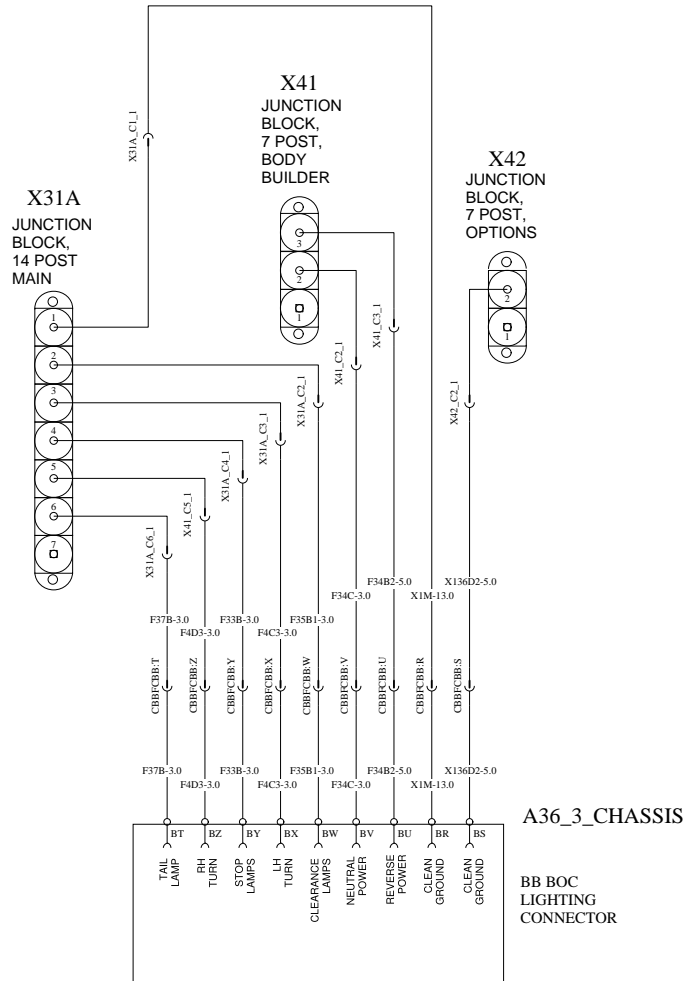 X41
JUNCTION
BLOCK,
7 POST,
BODY
BUILDER
X31A_C1_1
X42
JUNCTION
BLOCK,
7 POST,
OPTIONS
X31A
JUNCTION
BLOCK,
14 POST
MAIN
3
2
1
2
1
1
2
3
4
5
6
7
X41_C3_1
X41_C2_1
X31A_C2_1
X42_C2_1
X31A_C3_1
X31A_C4_1
X41_C5_1
X31A_C6_1
F34B2-5.0
X136D2-5.0
F34C-3.0
X1M-13.0
F37B-3.0
F33B-3.0
F35B1-3.0
F4D3-3.0
F4C3-3.0
CBBFCBB:T
CBBFCBB:Z
CBBFCBB:Y
CBBFCBB:X
CBBFCBB:W
CBBFCBB:V
CBBFCBB:U
CBBFCBB:R
CBBFCBB:S
F37B-3.0
F33B-3.0
F35B1-3.0
F34B2-5.0
X136D2-5.0
F4D3-3.0
F4C3-3.0
F34C-3.0
X1M-13.0
A36_3_CHASSIS
BT
BZ
BY
BX
BW
BV
BU
BR
BS
TAIL
LAMP
RH
TURN
STOP
LAMPS
LH
TURN
CLEARANCE
LAMPS
NEUTRAL
POWER
REVERSE
POWER
CLEAN
GROUND
CLEAN
GROUND
BB BOC
LIGHTING
CONNECTOR